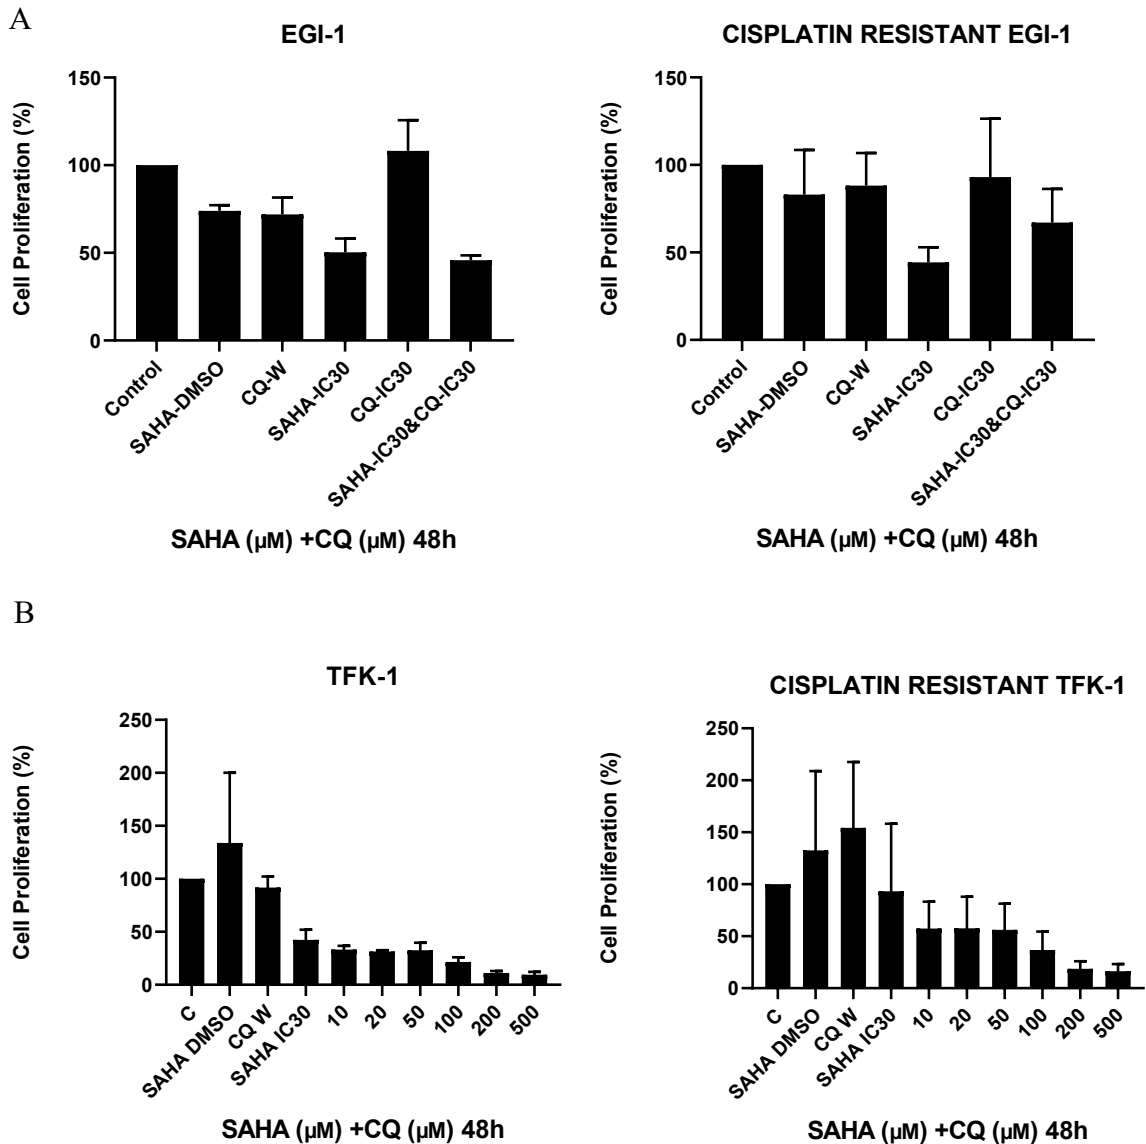 A
EGI-1
Cell Proliferation (%)
150
100
50
0
Control
SAHA-DMSO
CQ-W
SAHA-IC30
CQ-IC30
SAHA-IC30&CQ-IC30
SAHA (µM) +CQ (µM) 48h
CISPLATIN RESISTANT EGI-1
Cell Proliferation (%)
150
100
50
0
Control
SAHA-DMSO
CQ-W
SAHA-IC30
CQ-IC30
SAHA-IC30&CQ-IC30
SAHA (µM) +CQ (µM) 48h
B
TFK-1
Cell Proliferation (%)
250
200
150
100
50
0
C
SAHA DMSO
CQ W
SAHA IC30
10
20
50
100
200
500
SAHA (µM) +CQ (µM) 48h
CISPLATIN RESISTANT TFK-1
Cell Proliferation (%)
250
200
150
100
50
0
C
SAHA DMSO
CQ W
SAHA IC30
10
20
50
100
200
500
SAHA (µM) +CQ (µM) 48h